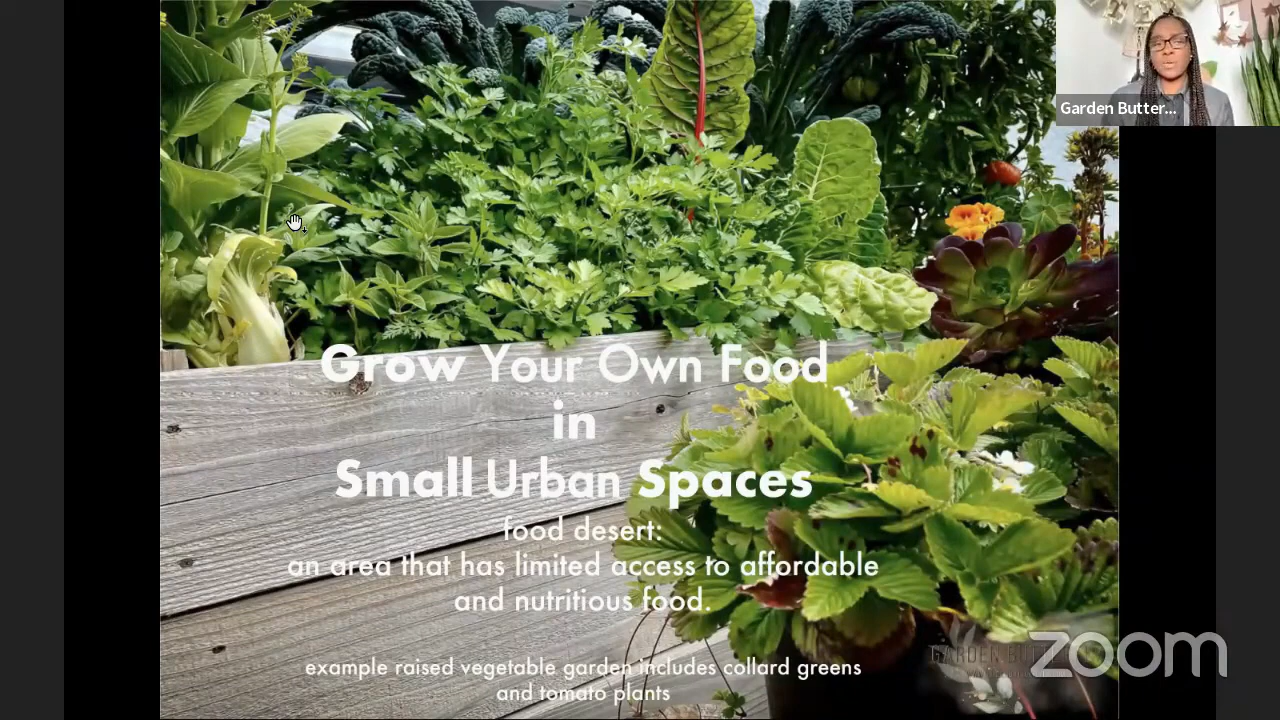 Garden Butter...
Grow Your Own Food
in
Small Urban Spaces
food desert:
an area that has limited access to affordable
and nutritious food.
example raised vegetable garden includes collard greens
and tomato plants
zoom